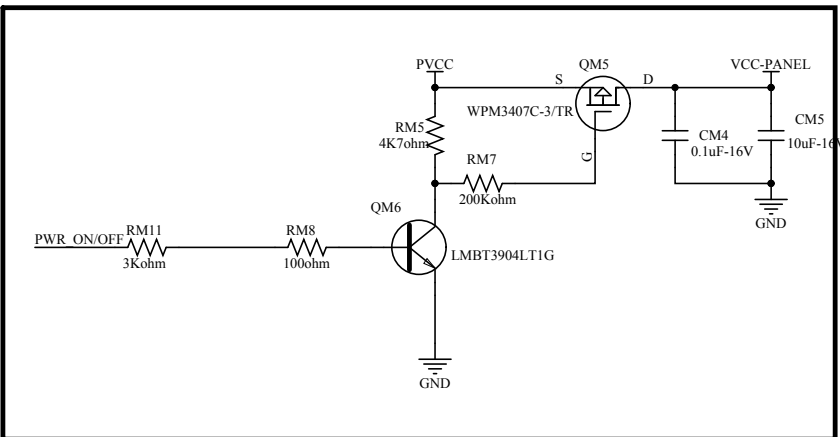 PVCC
QM5
VCC-PANEL
S
D
WPM3407C-3/TR
RM5
4K7ohm
CM4
0.1uF-16V
CM5
10uF-16V
G
RM7
200Kohm
GND
QM6
PWR_ON/OFF
RM11
3Kohm
RM8
100ohm
LMBT3904LT1G
GND